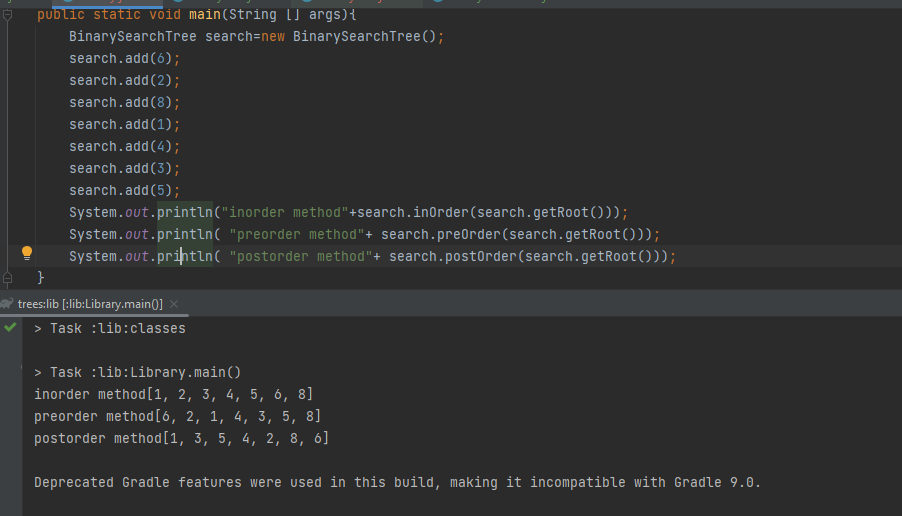 public static void main(String [] args){
BinarySearchTree search=new BinarySearchTree();
search.add(6);
search.add(2);
search.add(8);
search.add(1);
search.add(4);
search.add(3);
search.add(5);
System.out.println("inorder method"+search.inOrder(search.getRoot()));
System.out.println( "preorder method"+ search.preOrder(search.getRoot()));
System.out.println( "postorder method"+ search.postOrder(search.getRoot()));
}
trees:lib [:lib:Library.main()] ×
> Task :lib:classes
> Task :lib:Library.main()
inorder method[1, 2, 3, 4, 5, 6, 8]
preorder method[6, 2, 1, 4, 3, 5, 8]
postorder method[1, 3, 5, 4, 2, 8, 6]
Deprecated Gradle features were used in this build, making it incompatible with Gradle 9.0.